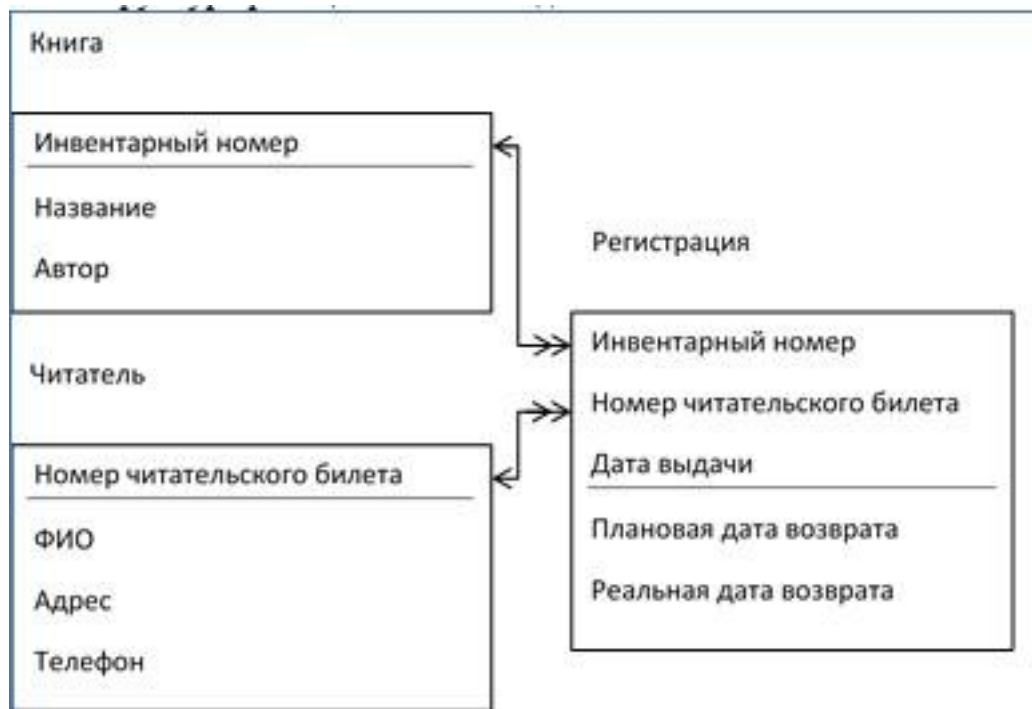 Книга
Инвентарный номер
Название
Автор
Читатель
Номер читательского билета
ФИО
Адрес
Телефон
Регистрация
Инвентарный номер
Номер читательского билета
Дата выдачи
Плановая дата возврата
Реальная дата возврата